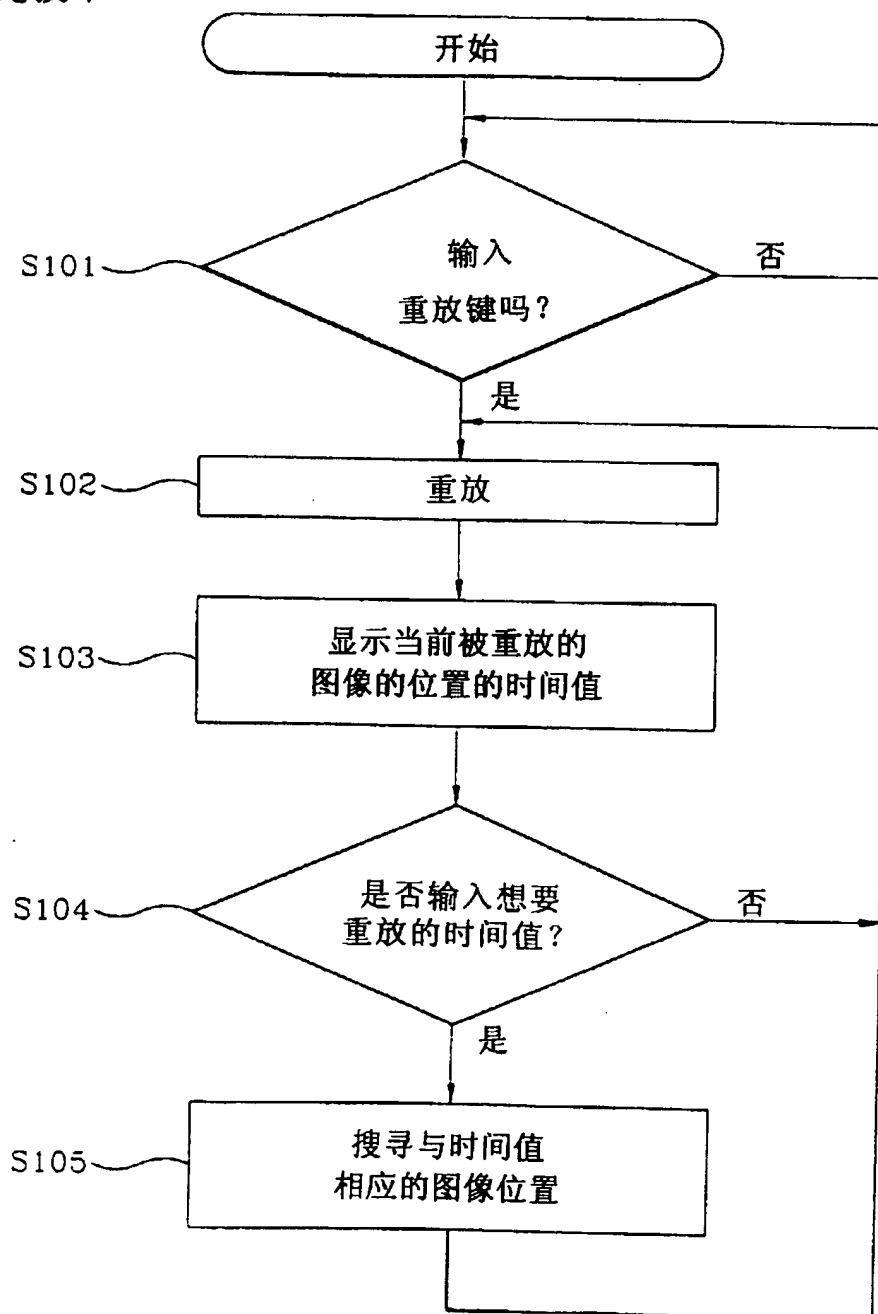 开始
S101
输入
重放键吗？
否
是
S102
重放
S103
显示当前被重放的
图像的位置的时间值
S104
是否输入想要
重放的时间值？
否
是
S105
搜寻与时间值
相应的图像位置